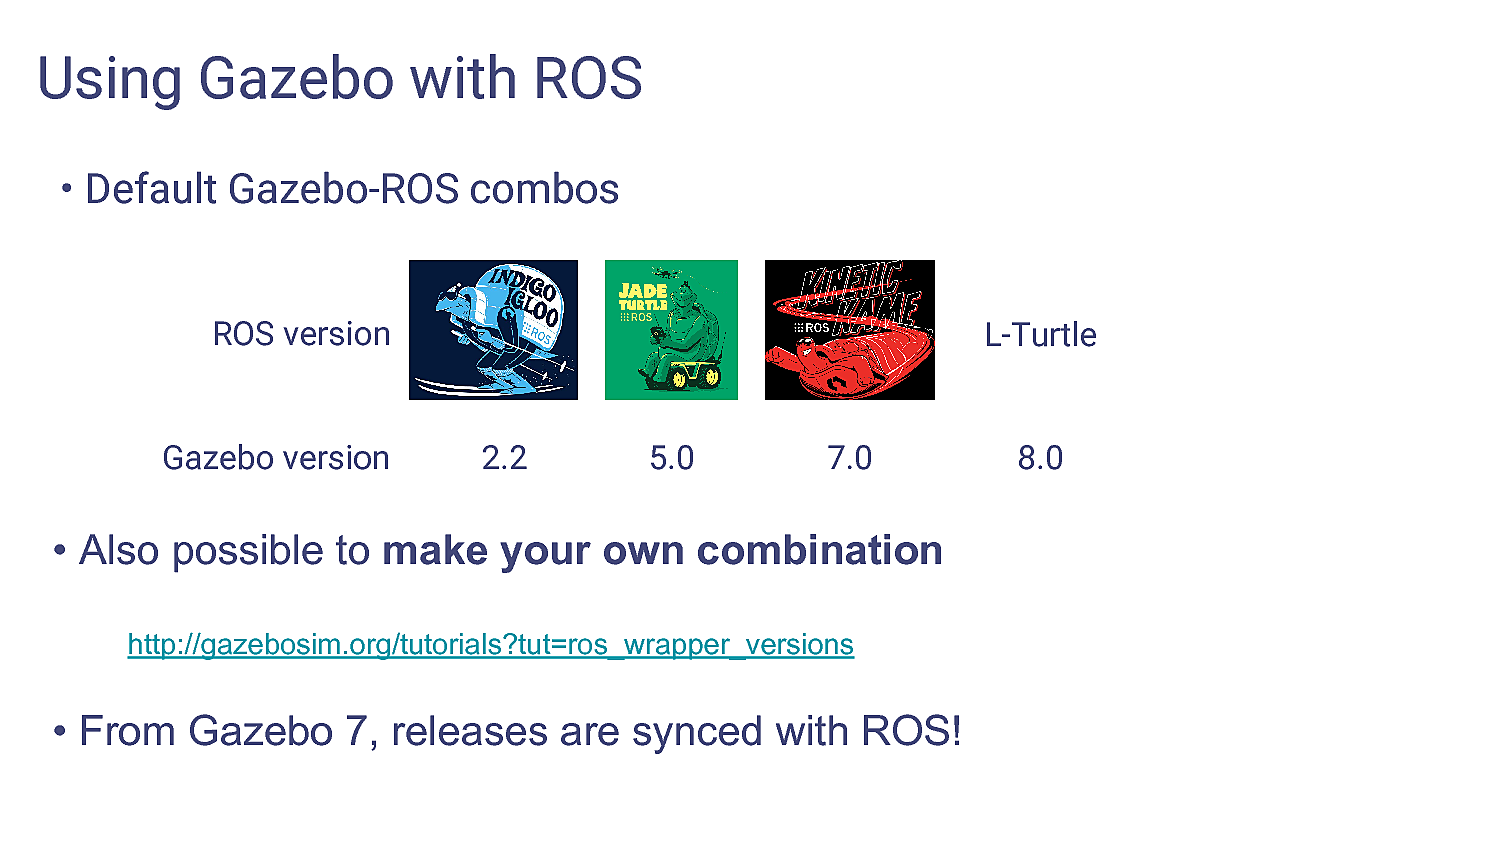 Using Gazebo with ROS
• Default Gazebo-ROS combos
INDIGO
IGLOO
ROS
JADE
TURTLE
ROS
KINETIC
KAME
ROS
ROS version
L-Turtle
Gazebo version 2.2 5.0 7.0 8.0
• Also possible to make your own combination
http://gazebosim.org/tutorials?tut=ros_wrapper_versions
• From Gazebo 7, releases are synced with ROS!